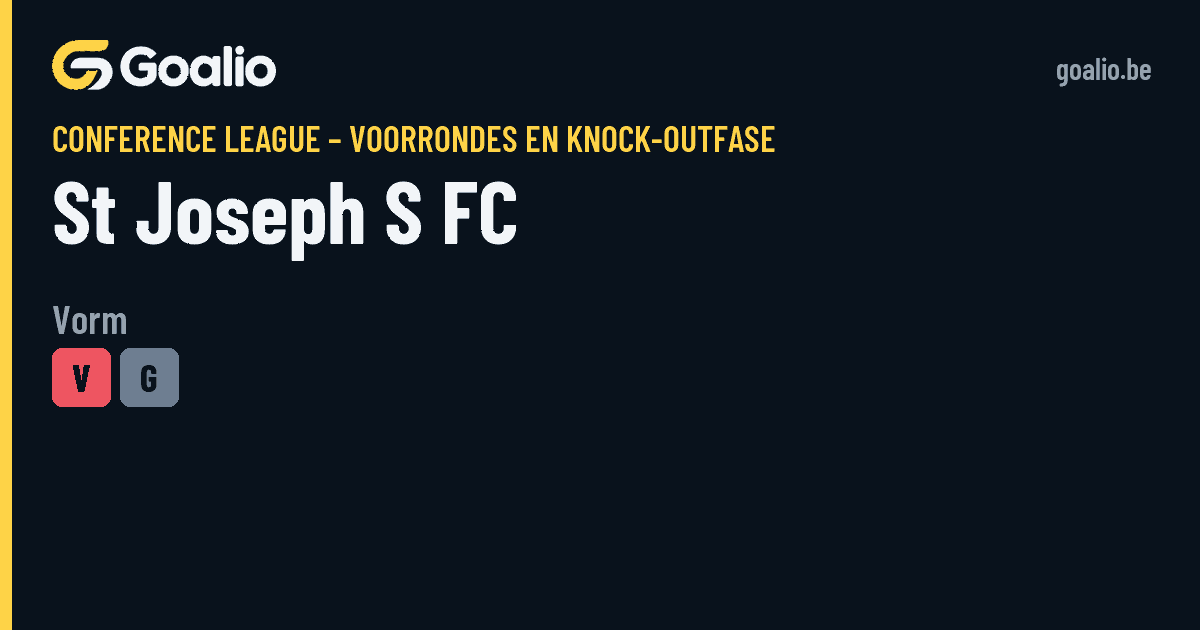 Goalio
goalio.be
CONFERENCE LEAGUE - VOORRONDES EN KNOCK-OUTFASE
St Joseph S FC
Vorm
V G